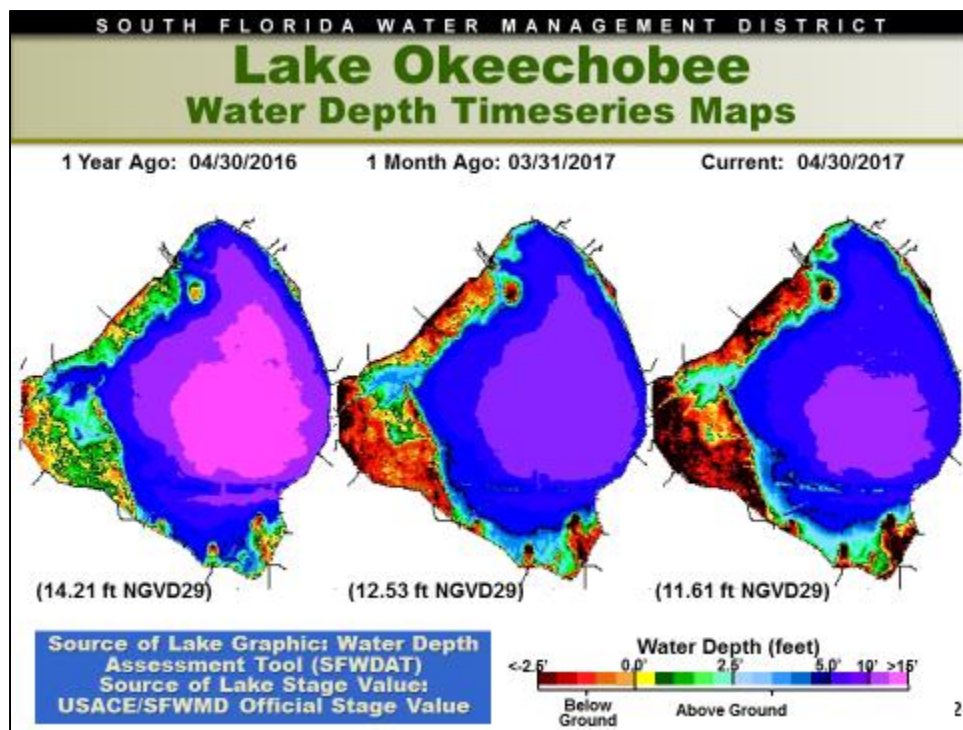 SOUTH FLORIDA WATER MANAGEMENT DISTRICT
Lake Okeechobee
Water Depth Timeseries Maps
1 Year Ago: 04/30/2016 1 Month Ago: 03/31/2017 Current: 04/30/2017
(14.21 ft NGVD29) (12.53 ft NGVD29) (11.61 ft NGVD29)
Source of Lake Graphic: Water Depth
Assessment Tool (SFWDAT)
Source of Lake Stage Value:
USACE/SFWMD Official Stage Value
Water Depth (feet)
<-2.5' 0.0' 2.5' 5.0' 10' >15'
Below
Ground
Above Ground
2